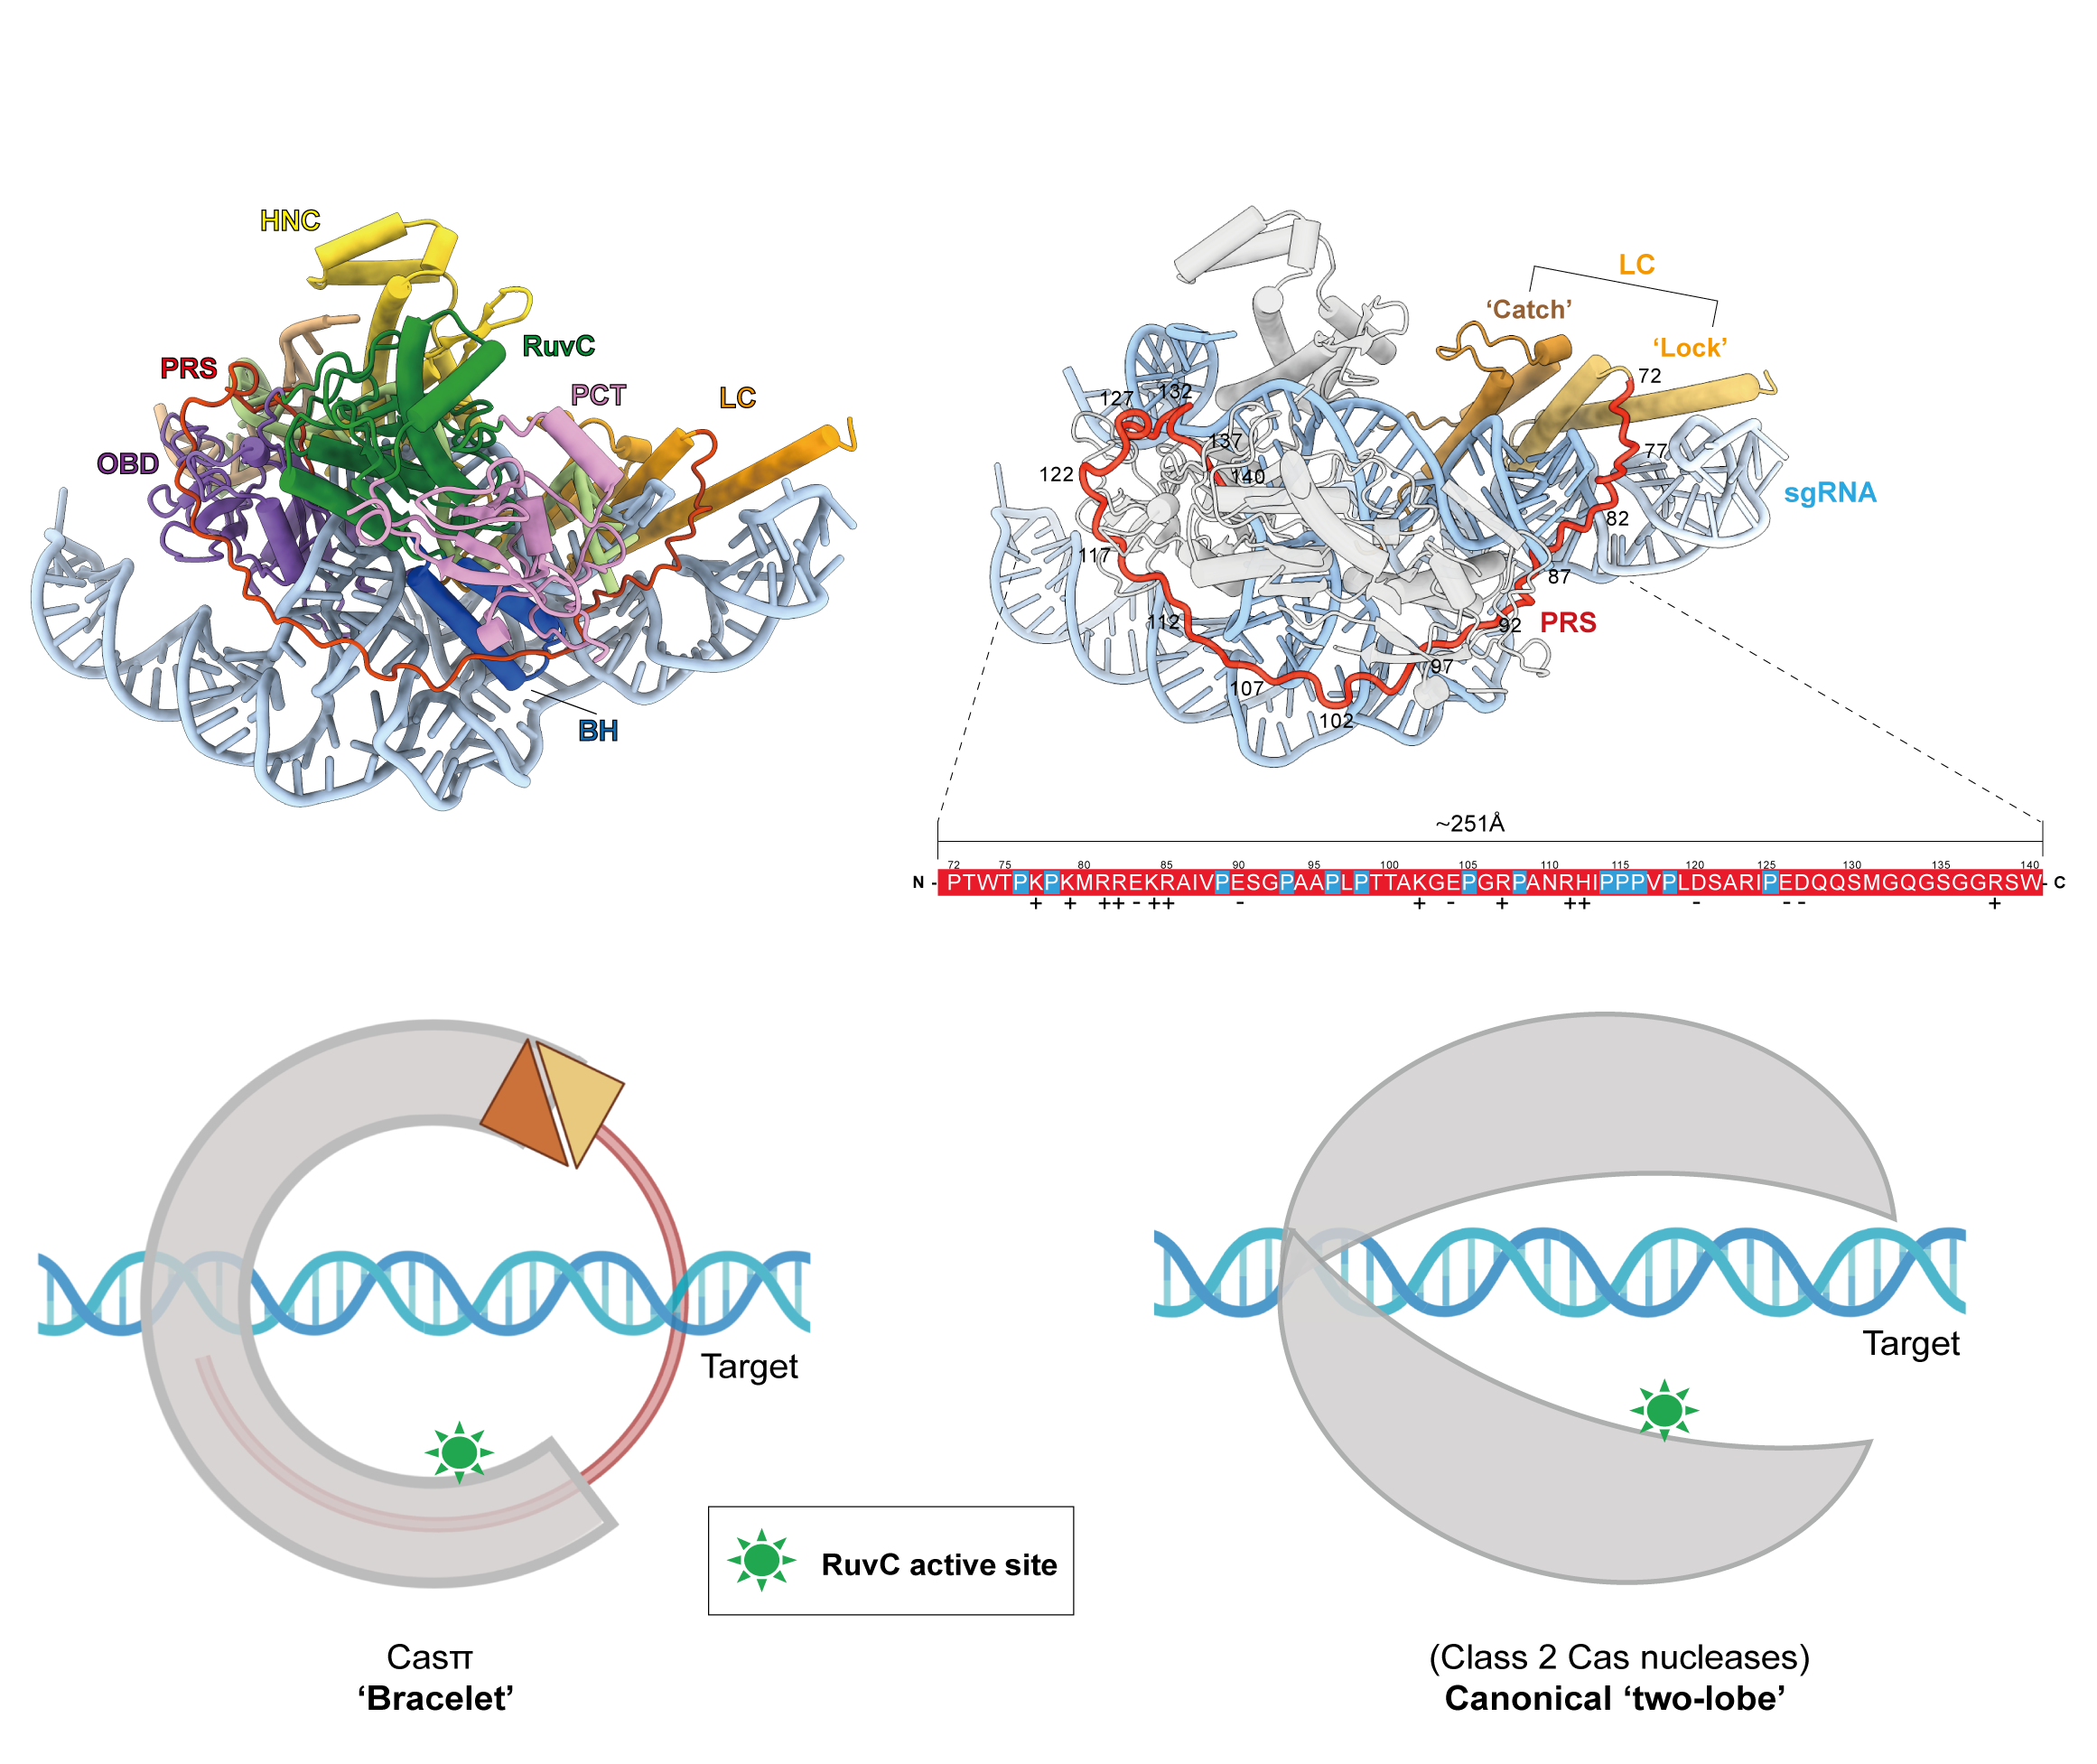 HNC
RuvC
PRS
PCT
LC
OBD
BH
LC
‘Catch’
‘Lock’
72
77
82
87
92
97
102
107
112
117
122
127
132
137
140
sgRNA
PRS
~251Å
72 75 80 85 90 95 100 105 110 115 120 125 130 135 140
N - PTWTPKPKMRREKRAIVPESGPAAPLPTTAKGEPGRPANRHIPPPVPLDSARIPEDQQSMGQGSGGRSW - C
+ + ++ - ++ - + - + ++ - -- +
Target
Target
RuvC active site
Casπ
‘Bracelet’
(Class 2 Cas nucleases)
Canonical ‘two-lobe’